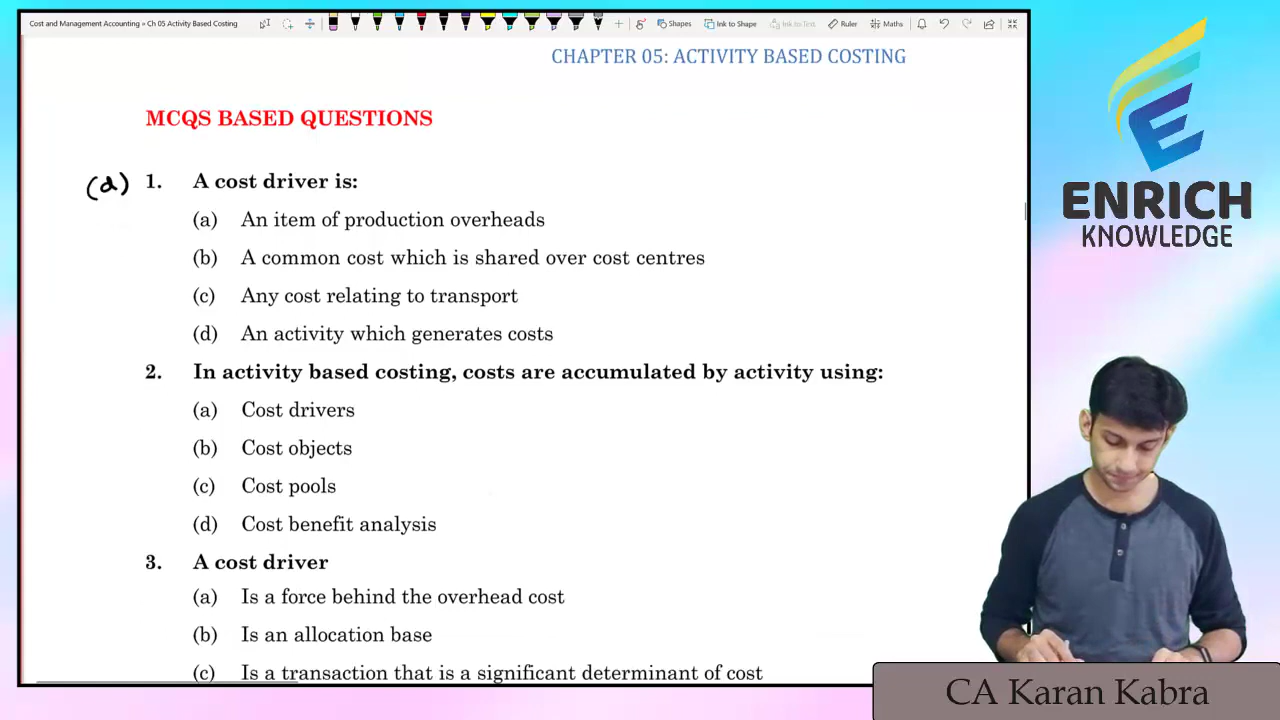 Cost and Management Accounting » Ch 05 Activity Based Costing
Shapes
Ink to Shape
Ink to Text
Ruler
Maths
CHAPTER 05: ACTIVITY BASED COSTING
MCQS BASED QUESTIONS
(d) 1. A cost driver is:
(a) An item of production overheads
(b) A common cost which is shared over cost centres
(c) Any cost relating to transport
(d) An activity which generates costs
2. In activity based costing, costs are accumulated by activity using:
(a) Cost drivers
(b) Cost objects
(c) Cost pools
(d) Cost benefit analysis
3. A cost driver
(a) Is a force behind the overhead cost
(b) Is an allocation base
(c) Is a transaction that is a significant determinant of cost
ENRICH
KNOWLEDGE
CA Karan Kabra